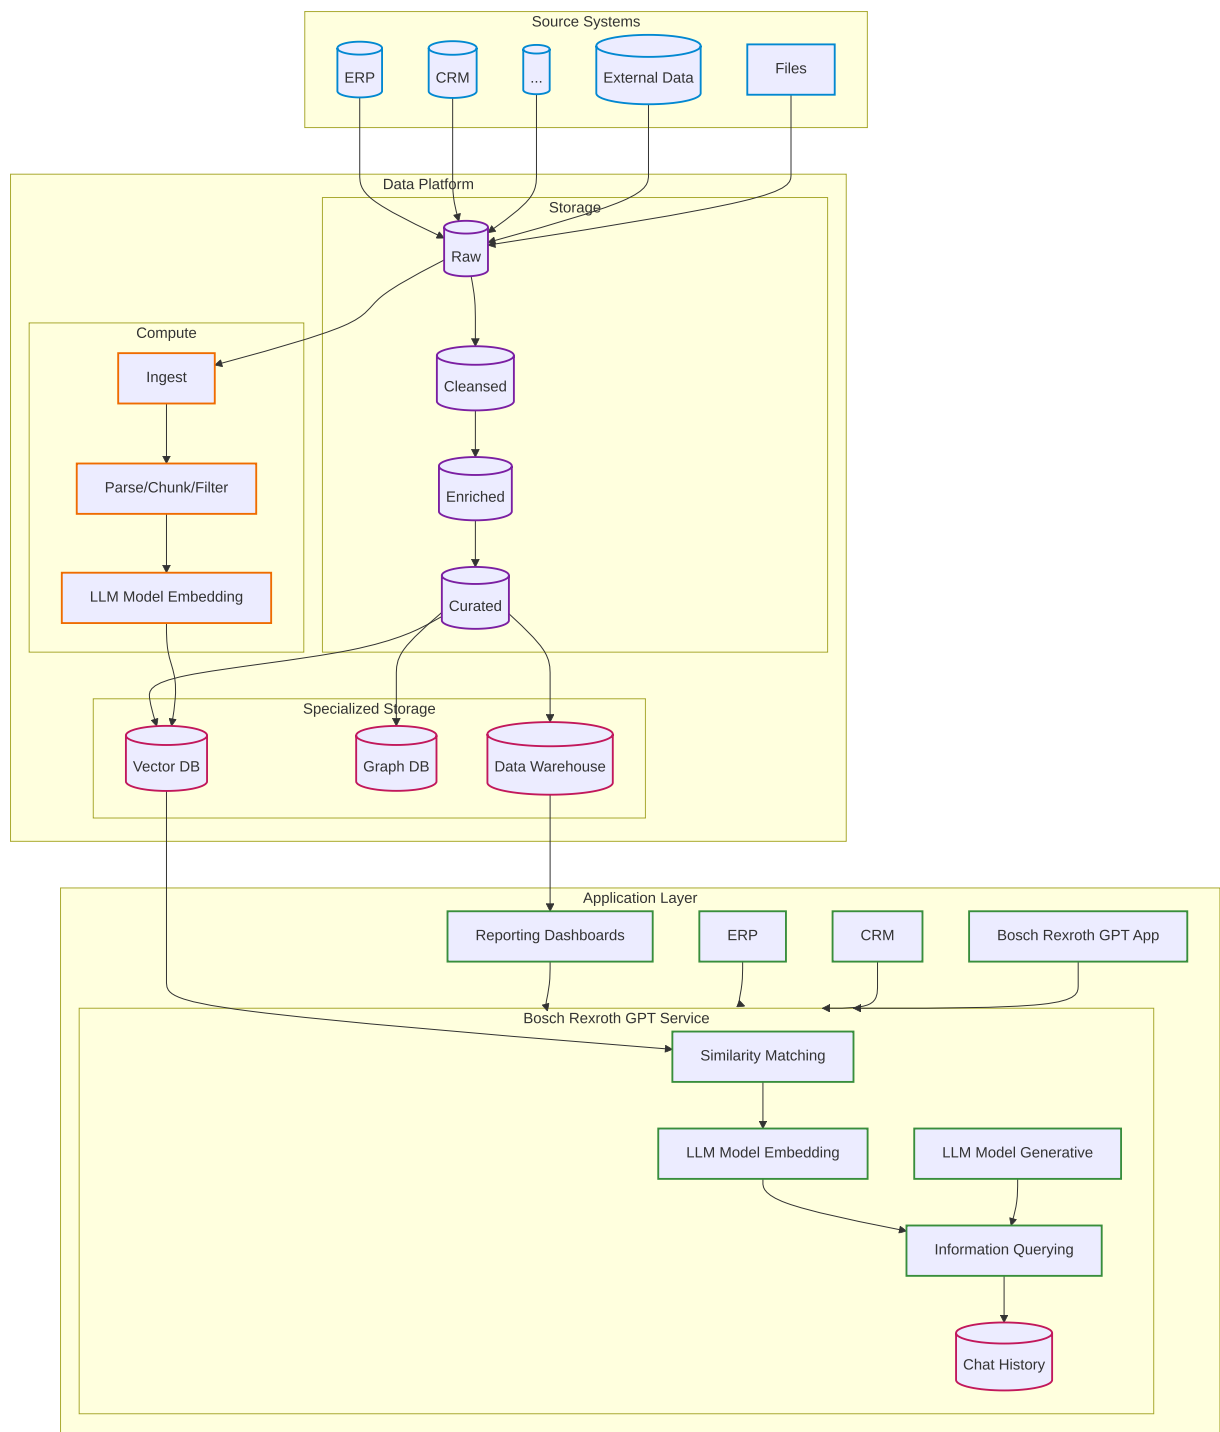 Source Systems
ERP
CRM
...
External Data
Files
Data Platform
Storage
Raw
Compute
Ingest
Cleansed
Parse/Chunk/Filter
Enriched
LLM Model Embedding
Curated
Specialized Storage
Vector DB
Graph DB
Data Warehouse
Application Layer
Reporting Dashboards
ERP
CRM
Bosch Rexroth GPT App
Bosch Rexroth GPT Service
Similarity Matching
LLM Model Embedding
LLM Model Generative
Information Querying
Chat History